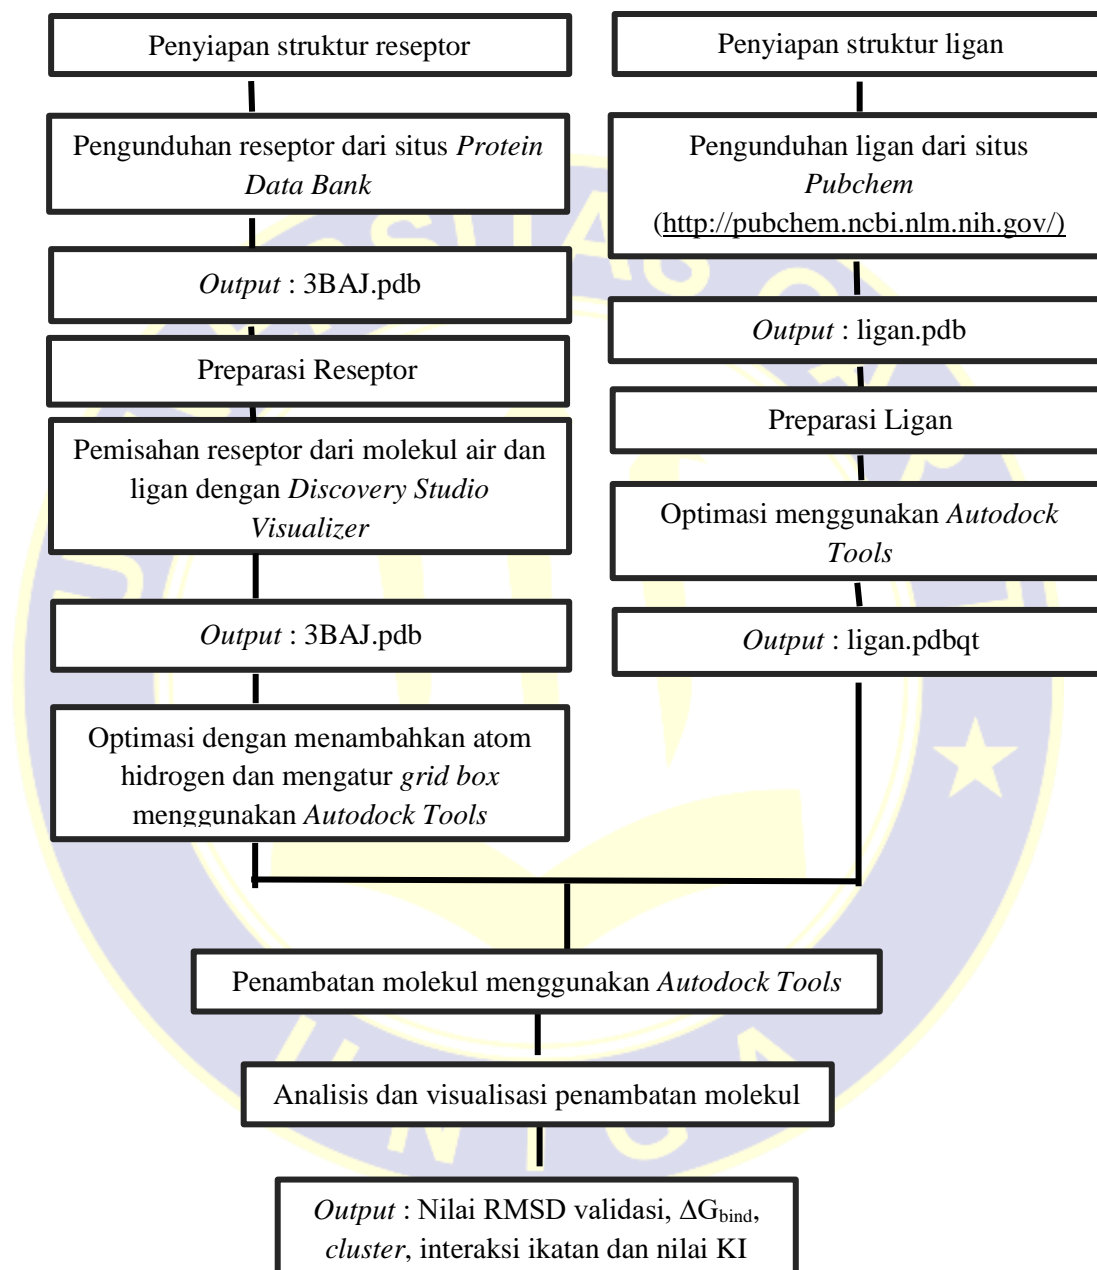 Penyiapan struktur reseptor
Pengunduhan reseptor dari situs Protein
Data Bank
Output : 3BAJ.pdb
Preparasi Reseptor
Pemisahan reseptor dari molekul air dan
ligan dengan Discovery Studio
Visualizer
Output : 3BAJ.pdb
Optimasi dengan menambahkan atom
hidrogen dan mengatur grid box
menggunakan Autodock Tools
Penyiapan struktur ligan
Pengunduhan ligan dari situs
Pubchem
(http://pubchem.ncbi.nlm.nih.gov/)
Output : ligan.pdb
Preparasi Ligan
Optimasi menggunakan Autodock
Tools
Output : ligan.pdbqt
Penambatan molekul menggunakan Autodock Tools
Analisis dan visualisasi penambatan molekul
Output : Nilai RMSD validasi, ΔGbind,
cluster, interaksi ikatan dan nilai KI
UNIGA